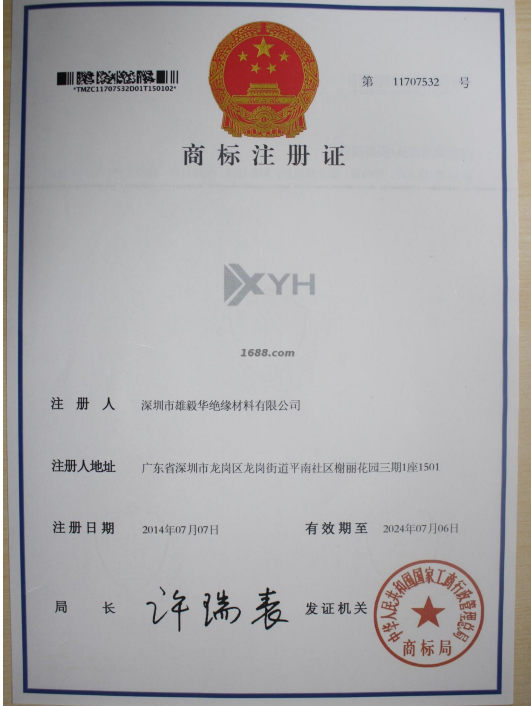 第 11707532 号
*TMZC11707532D01T150102*
商标注册证
XYH
1688.com
注册人 深圳市雄毅华绝缘材料有限公司
注册人地址 广东省深圳市龙岗区龙岗街道平南社区榭丽花园三期1座1501
注册日期 2014年07月07日 有效期至 2024年07月06日
局长 许瑞表 发证机关
中华人民共和国国家工商行政管理总局
商标局